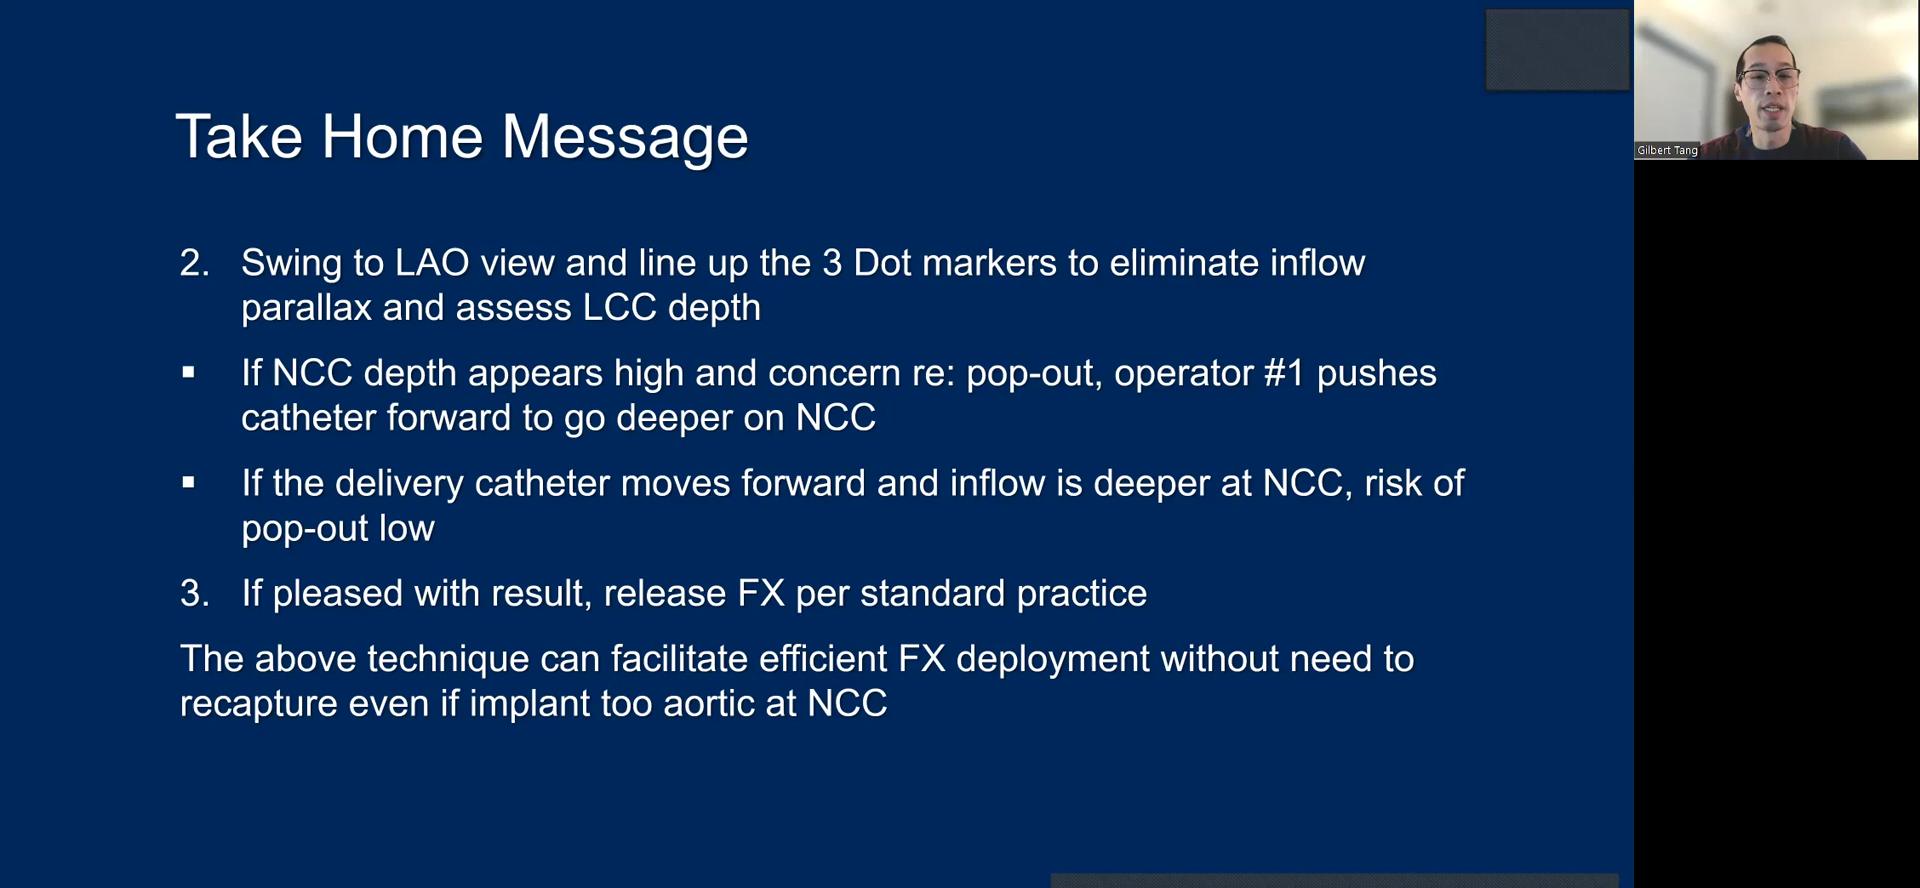 Take Home Message
2. Swing to LAO view and line up the 3 Dot markers to eliminate inflow
parallax and assess LCC depth
▪ If NCC depth appears high and concern re: pop-out, operator #1 pushes
catheter forward to go deeper on NCC
▪ If the delivery catheter moves forward and inflow is deeper at NCC, risk of
pop-out low
3. If pleased with result, release FX per standard practice
The above technique can facilitate efficient FX deployment without need to
recapture even if implant too aortic at NCC
Gilbert Tang